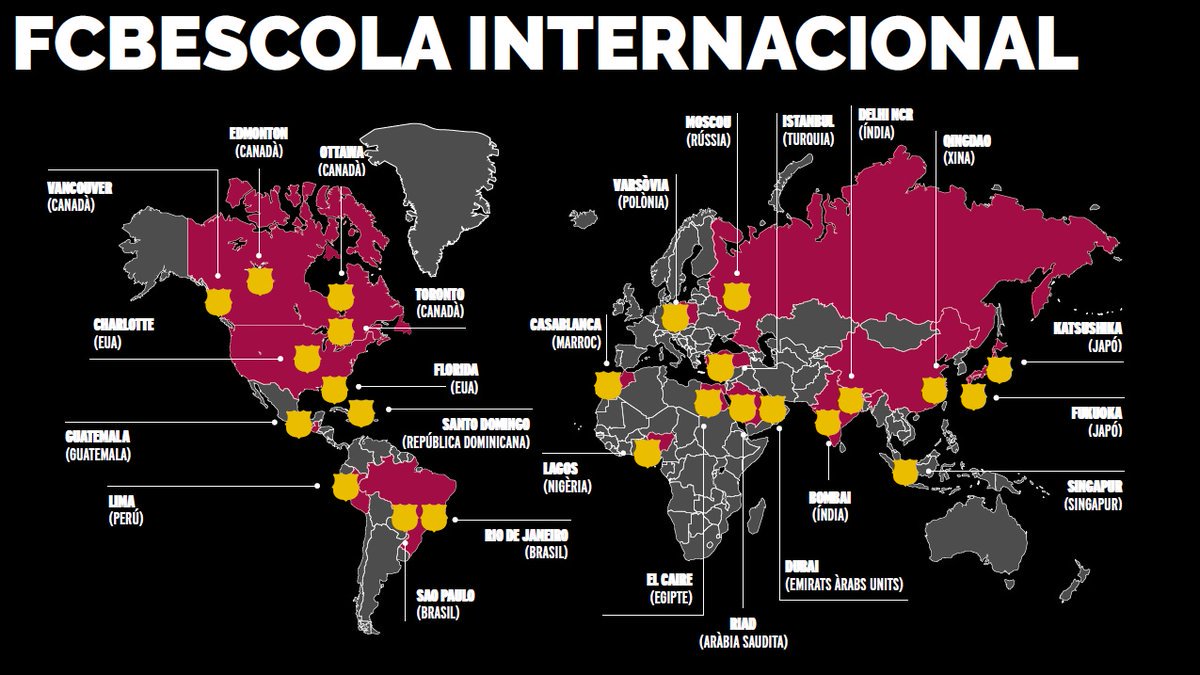 FCBESCOLA INTERNACIONAL
EDMONTON
(CANADÀ)
OTTAWA
(CANADÀ)
VANCOUVER
(CANADÀ)
TORONTO
(CANADÀ)
CHARLOTTE
(EUA)
FLORIDA
(EUA)
SANTO DOMINGO
(REPÚBLICA DOMINICANA)
GUATEMALA
(GUATEMALA)
LIMA
(PERÚ)
RIO DE JANEIRO
(BRASIL)
SAO PAULO
(BRASIL)
MOSCOU
(RÚSSIA)
ISTANBUL
(TURQUIA)
DELHI NCR
(ÍNDIA)
QINGDAO
(XINA)
VARSÒVIA
(POLÒNIA)
CASABLANCA
(MARROC)
KATSUSHIKA
(JAPÓ)
FUKUOKA
(JAPÓ)
LAGOS
(NIGÈRIA)
BOMBAI
(ÍNDIA)
SINGAPUR
(SINGAPUR)
EL CAIRE
(EGIPTE)
DUBAI
(EMIRATS ÀRABS UNITS)
RIAD
(ARÀBIA SAUDITA)